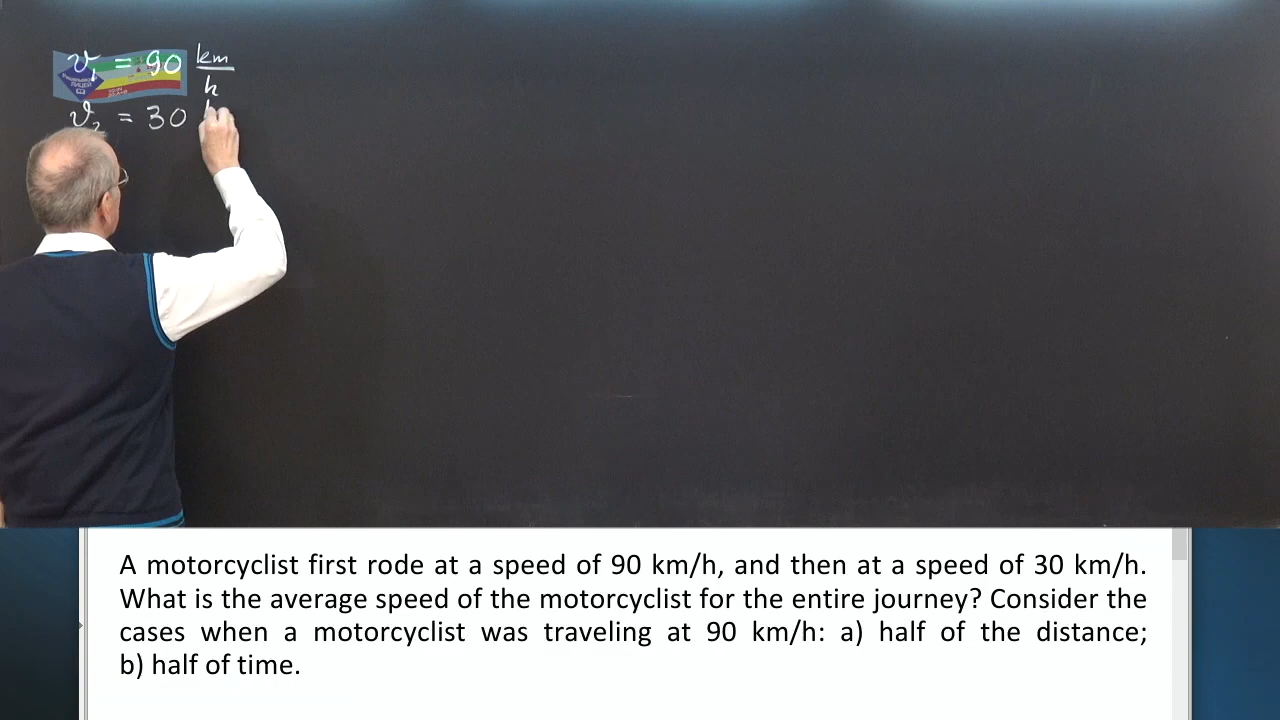 𝑣₁ = 90 km/h
𝑣₂ = 30
A motorcyclist first rode at a speed of 90 km/h, and then at a speed of 30 km/h.
What is the average speed of the motorcyclist for the entire journey? Consider the
cases when a motorcyclist was traveling at 90 km/h: a) half of the distance;
b) half of time.